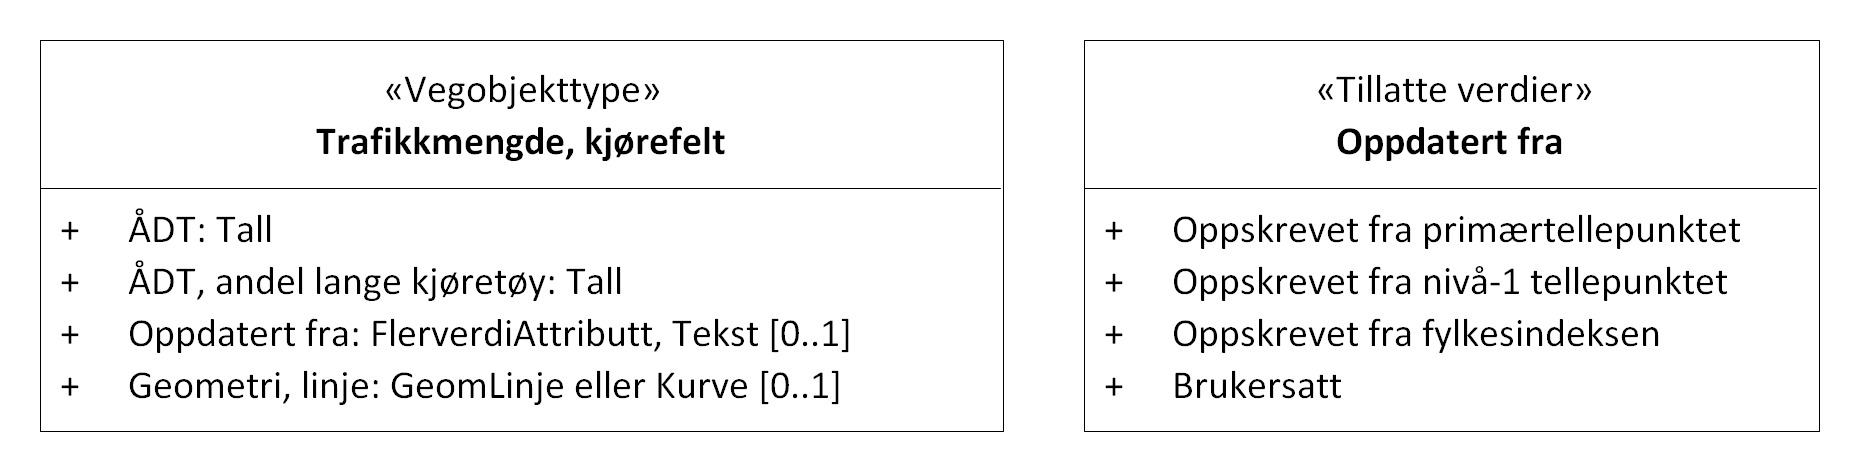 «Vegobjekttype»
Trafikkmengde, kjørefelt
+ ÅDT: Tall
+ ÅDT, andel lange kjøretøy: Tall
+ Oppdatert fra: FlerverdiAttributt, Tekst [0..1]
+ Geometri, linje: GeomLinje eller Kurve [0..1]
«Tillatte verdier»
Oppdatert fra
+ Oppskrevet fra primærtellepunktet
+ Oppskrevet fra nivå-1 tellepunktet
+ Oppskrevet fra fylkesindeksen
+ Brukersatt